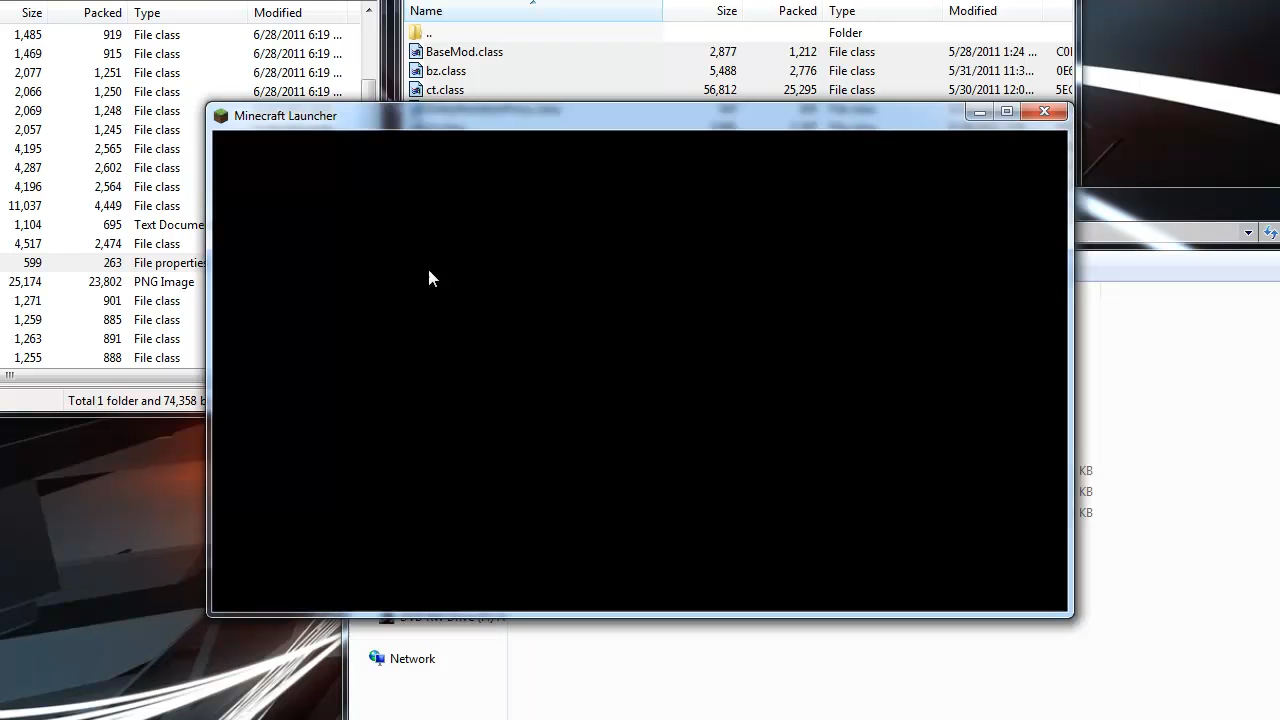 Size Packed Type Modified
1,485 919 File class 6/28/2011 6:19 ...
1,469 915 File class 6/28/2011 6:19 ...
2,077 1,251 File class 6/28/2011 6:19 ...
2,066 1,250 File class 6/28/2011 6:19 ...
2,069 1,248 File class
2,057 1,245 File class
4,195 2,565 File class
4,287 2,602 File class
4,196 2,564 File class
11,037 4,449 File class
1,104 695 Text Docume
4,517 2,474 File class
599 263 File properties
25,174 23,802 PNG Image
1,271 901 File class
1,259 885 File class
1,263 891 File class
1,255 888 File class
Total 1 folder and 74,358 b
Name Size Packed Type Modified
.. Folder
BaseMod.class 2,877 1,212 File class 5/28/2011 1:24 ... C0
bz.class 5,488 2,776 File class 5/31/2011 11:3... 0E6
ct.class 56,812 25,295 File class 5/30/2011 12:0... 5E
Minecraft Launcher
KB
KB
KB
Network